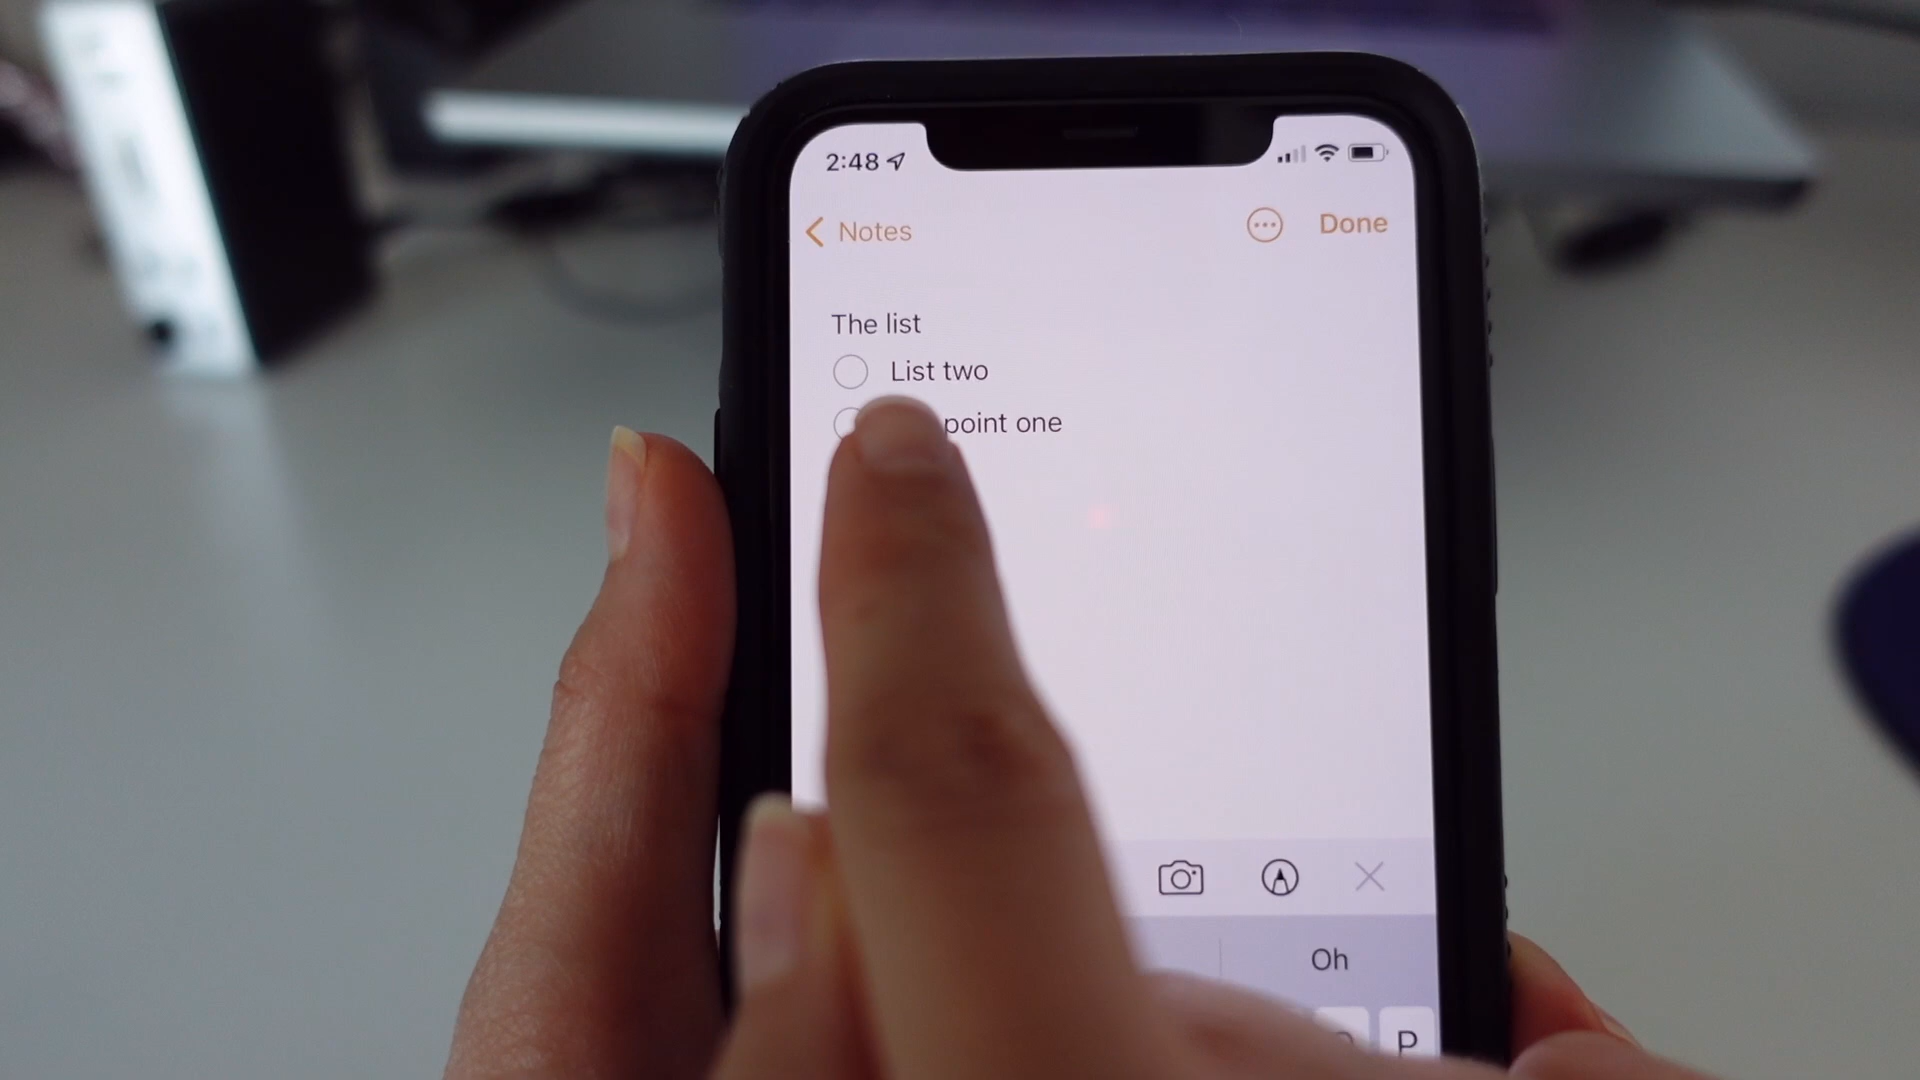 2:48
Notes
Done
The list
List two
point one
Oh
P